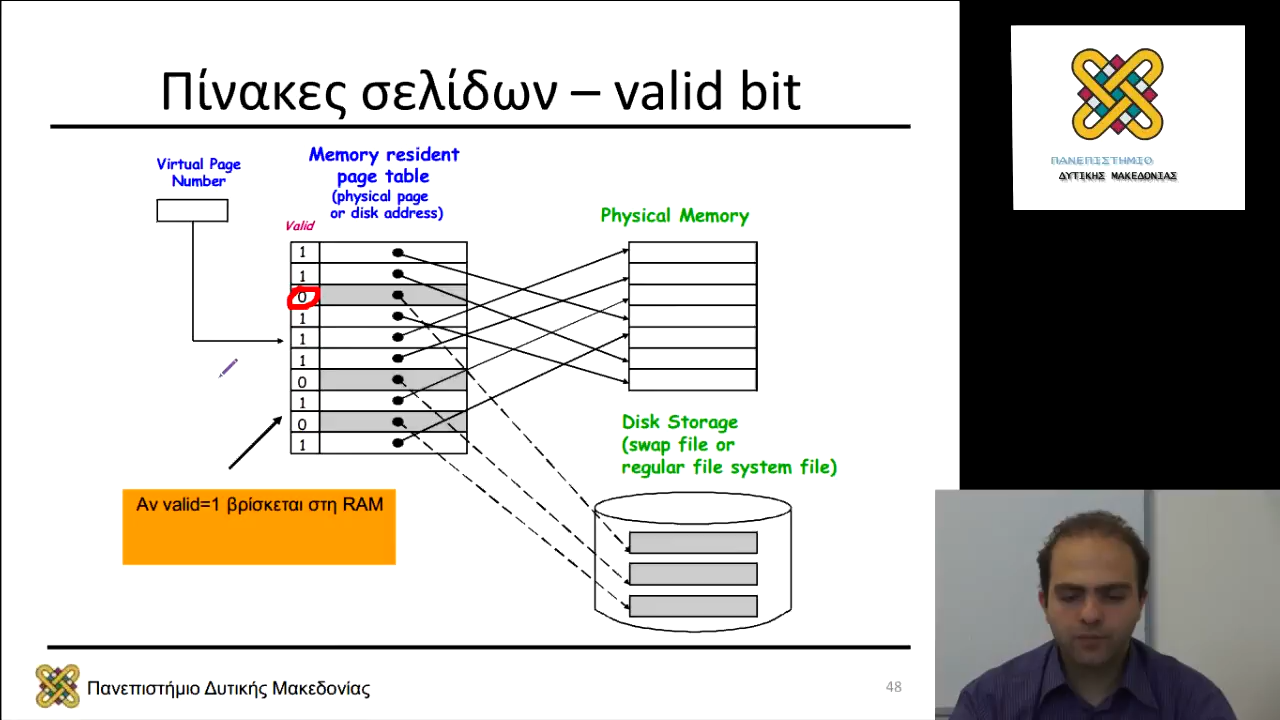 Πίνακες σελίδων – valid bit
Virtual Page
Number
Memory resident
page table
(physical page
or disk address)
Valid
1
1
0
1
1
1
0
1
0
1
Physical Memory
Disk Storage
(swap file or
regular file system file)
Αν valid=1 βρίσκεται στη RAM
Πανεπιστήμιο Δυτικής Μακεδονίας
48
ΠΑΝΕΠΙΣΤΗΜΙΟ
ΔΥΤΙΚΗΣ ΜΑΚΕΔΟΝΙΑΣ